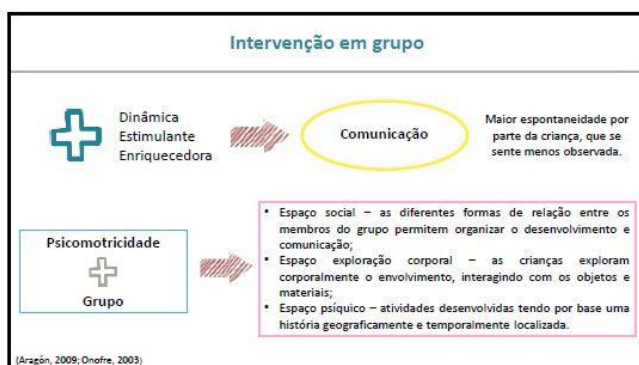 Intervenção em grupo
Dinâmica
Estimulante
Enriquecedora
Comunicação
Maior espontaneidade por
parte da criança, que se
sente menos observada.
Psicomotricidade
Grupo
• Espaço social – as diferentes formas de relação entre os
membros do grupo permitem organizar o desenvolvimento e
comunicação;
• Espaço exploração corporal – as crianças exploram
corporalmente o envolvimento, interagindo com os objetos e
materiais;
• Espaço psíquico – atividades desenvolvidas tendo por base uma
história geograficamente e temporalmente localizada.
(Aragón, 2009; Onofre, 2003)